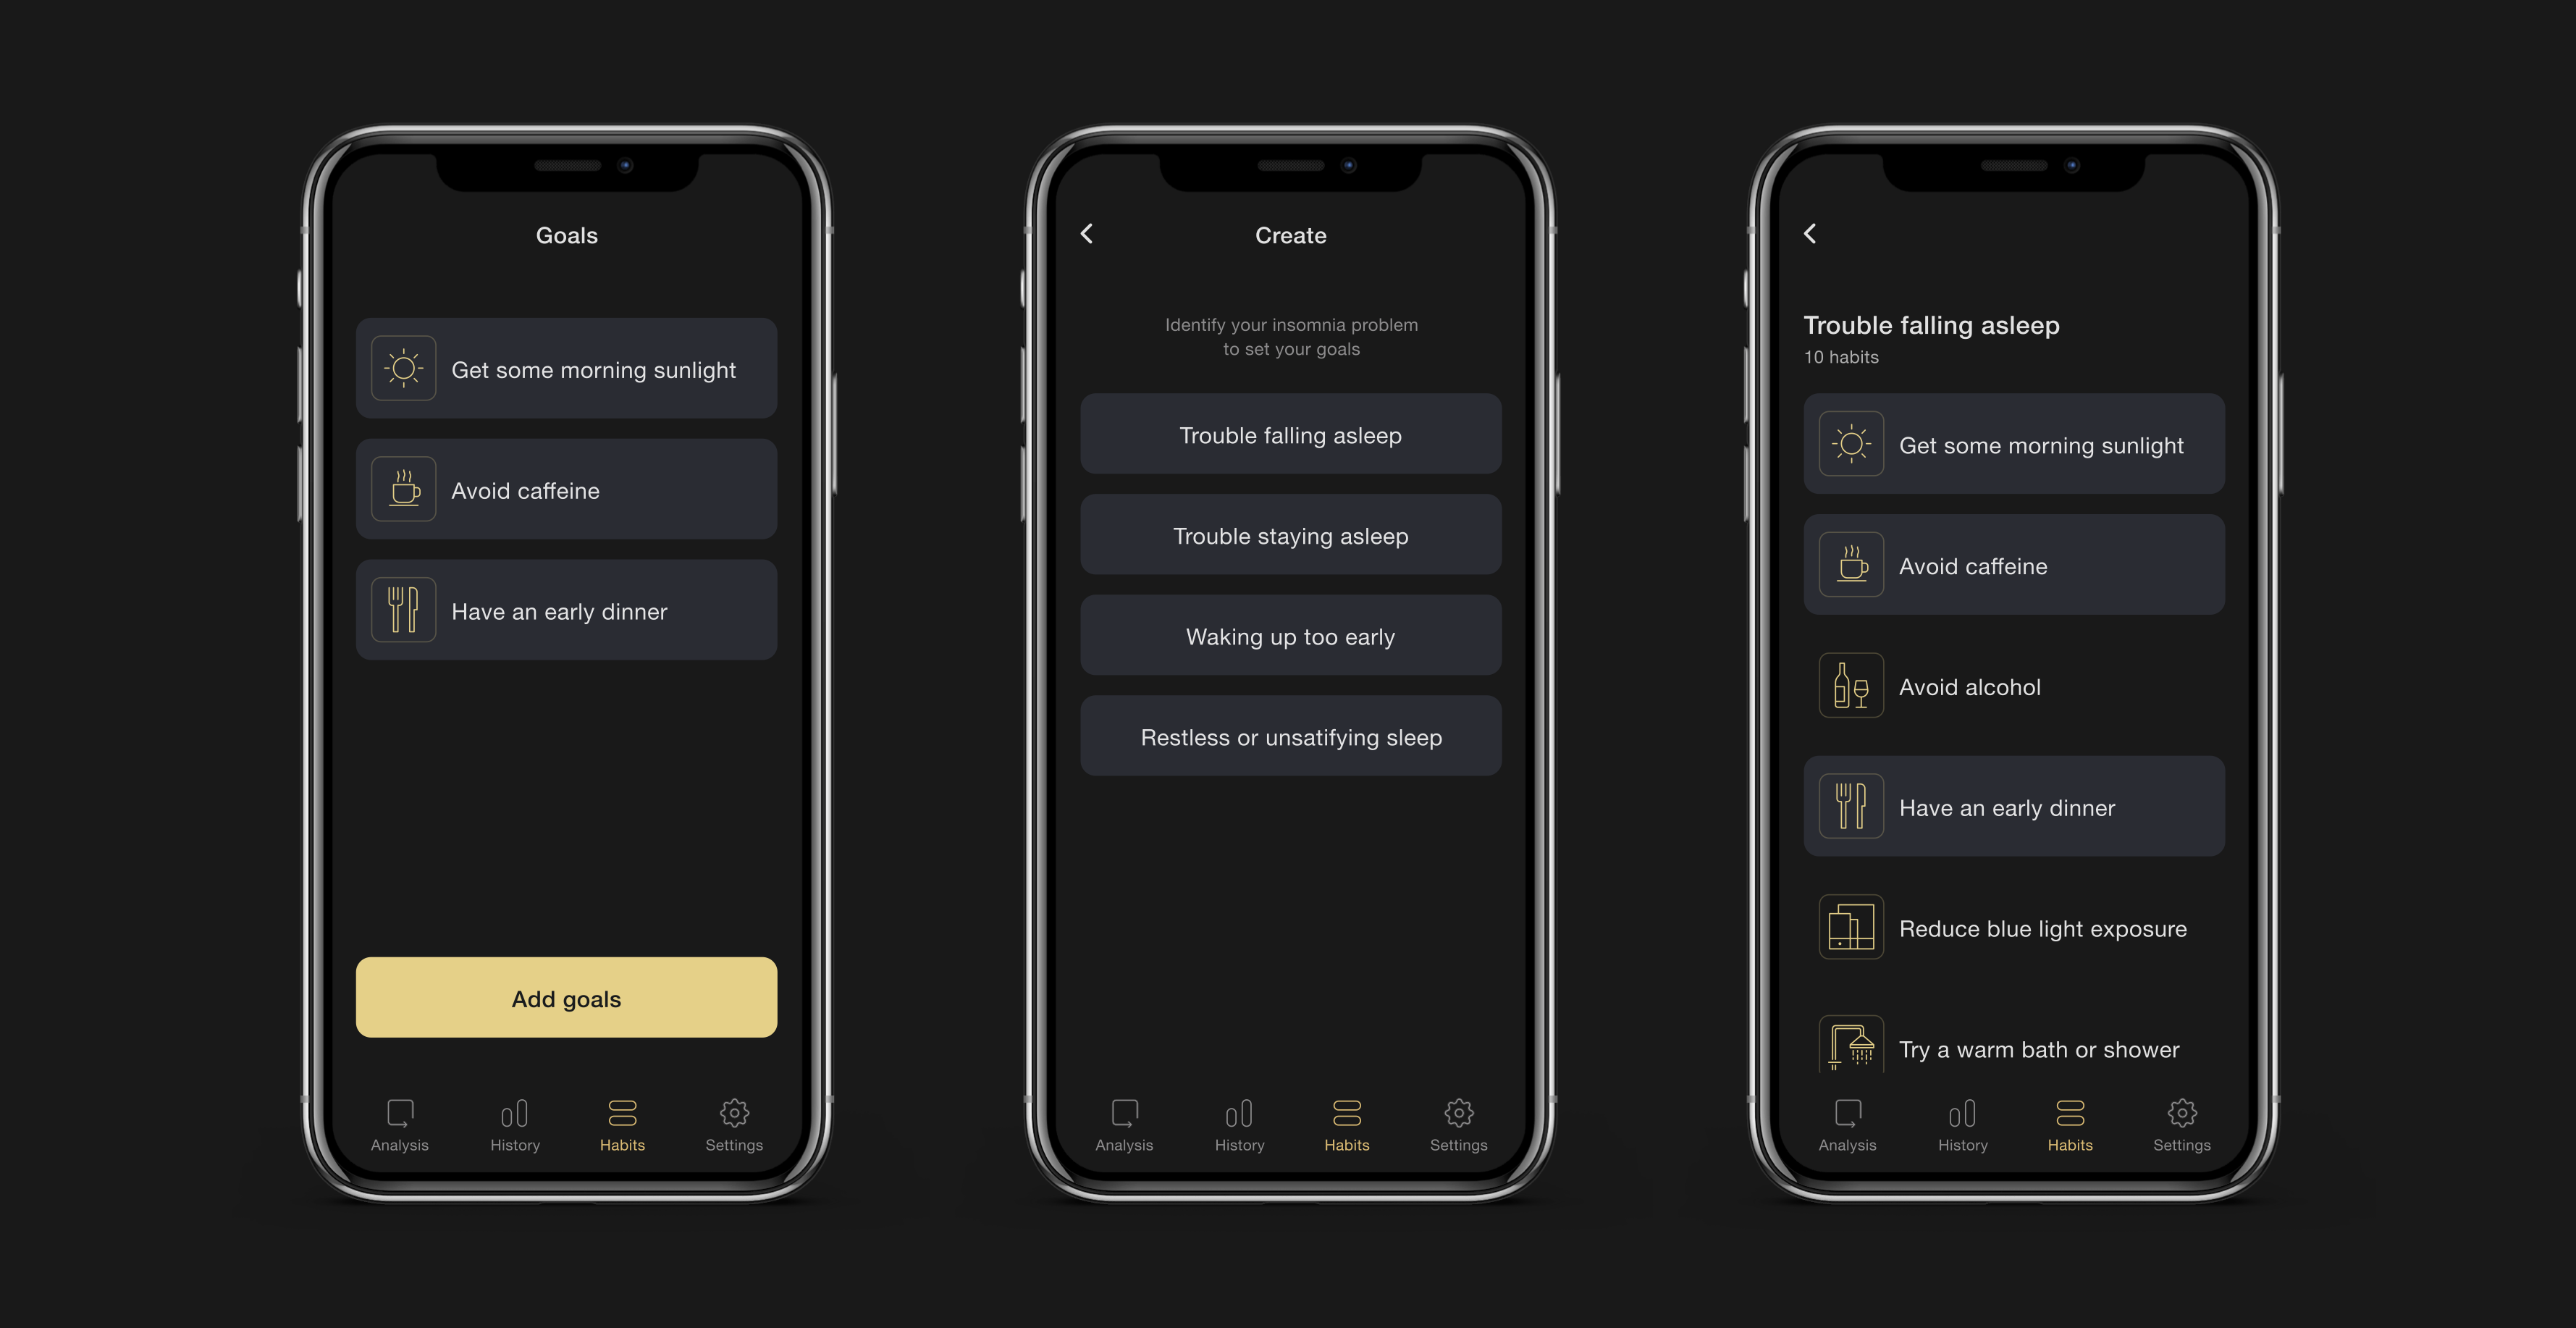 Goals
Get some morning sunlight
Avoid caffeine
Have an early dinner
Add goals
Analysis
History
Habits
Settings
Create
Identify your insomnia problem
to set your goals
Trouble falling asleep
Trouble staying asleep
Waking up too early
Restless or unsatifying sleep
Analysis
History
Habits
Settings
Trouble falling asleep
10 habits
Get some morning sunlight
Avoid caffeine
Avoid alcohol
Have an early dinner
Reduce blue light exposure
Try a warm bath or shower
Analysis
History
Habits
Settings